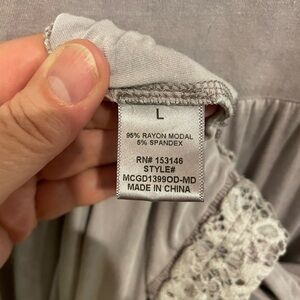 L
95% RAYON MODAL
5% SPANDEX
RN# 153146
STYLE#
MCGD1399OD-MD
MADE IN CHINA